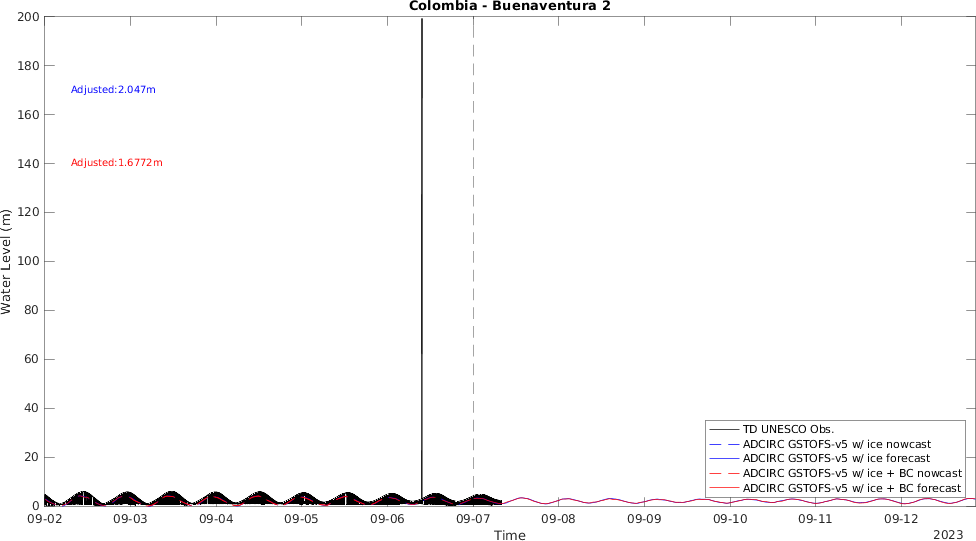 Colombia - Buenaventura 2
200
180
160
140
120
100
80
60
40
20
0
Water Level (m)
Adjusted:2.047m
Adjusted:1.6772m
TD UNESCO Obs.
ADCIRC GSTOFS-v5 w/ ice nowcast
ADCIRC GSTOFS-v5 w/ ice forecast
ADCIRC GSTOFS-v5 w/ ice + BC nowcast
ADCIRC GSTOFS-v5 w/ ice + BC forecast
09-02 09-03 09-04 09-05 09-06 09-07 09-08 09-09 09-10 09-11 09-12
Time
2023